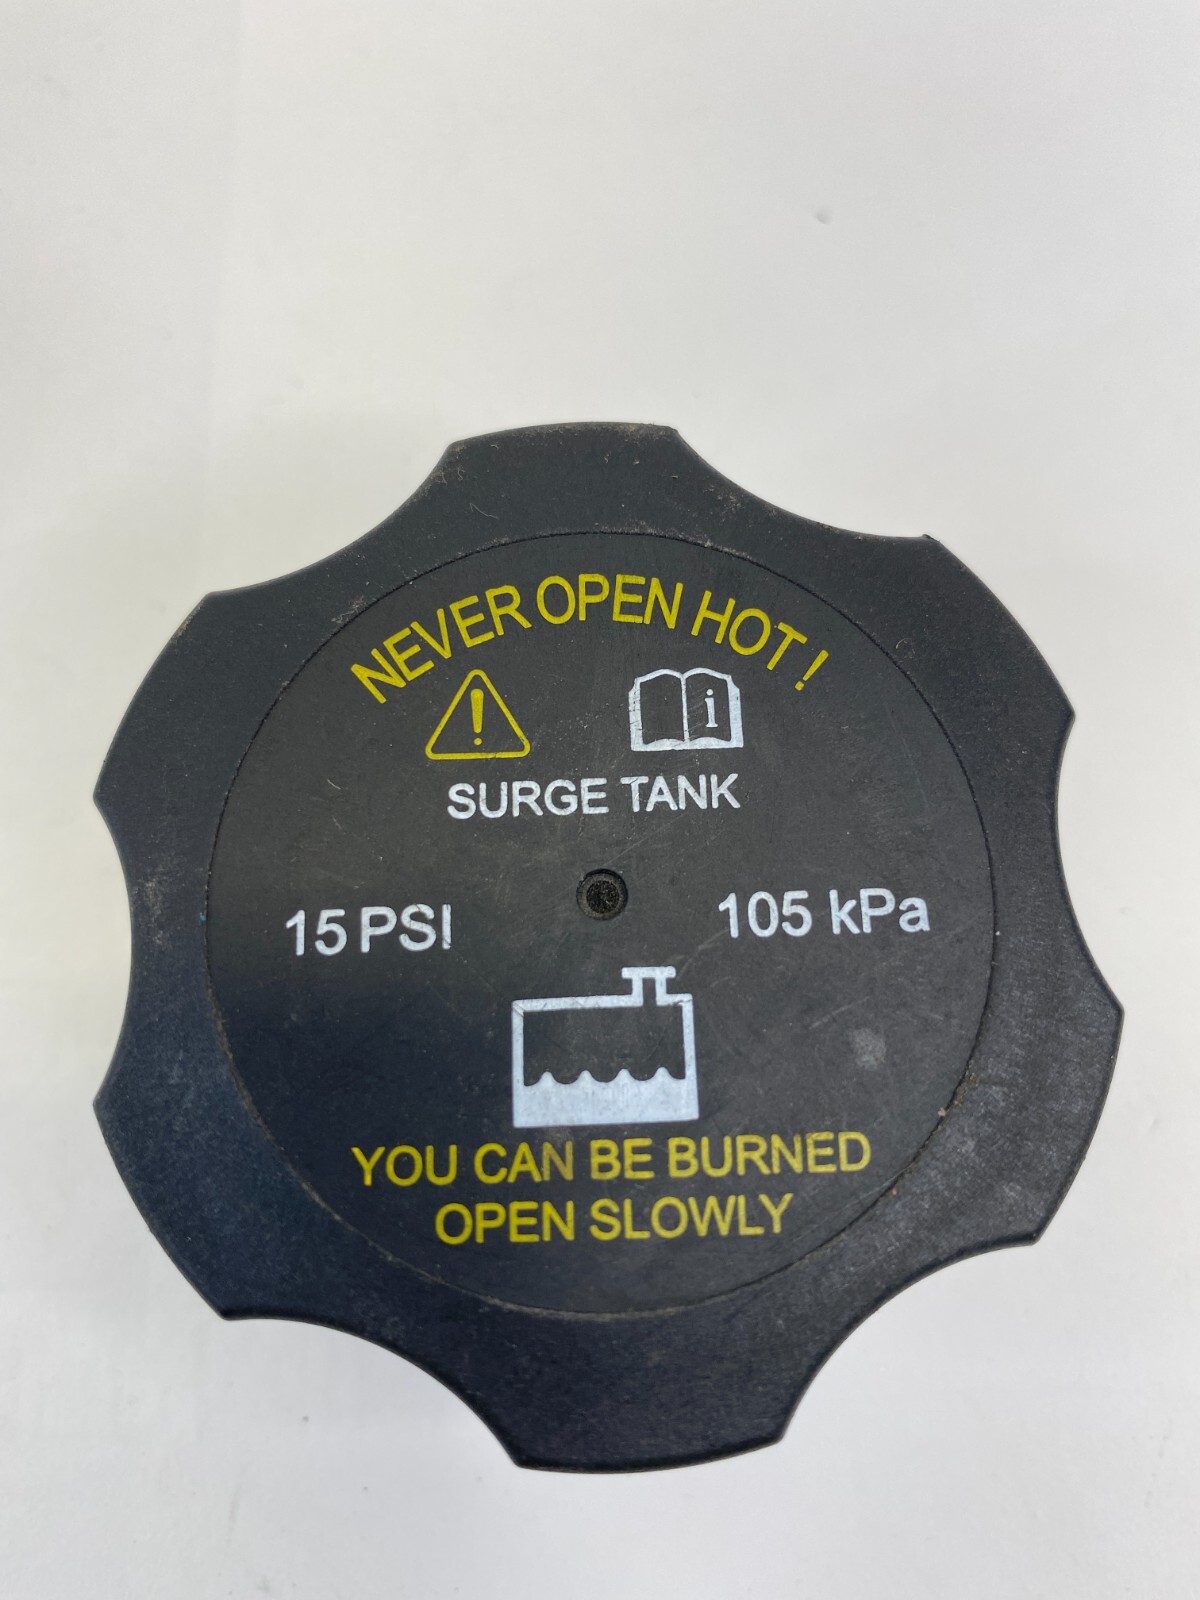 NEVER OPEN HOT!
i
SURGE TANK
15 PSI
105 kPa
YOU CAN BE BURNED
OPEN SLOWLY